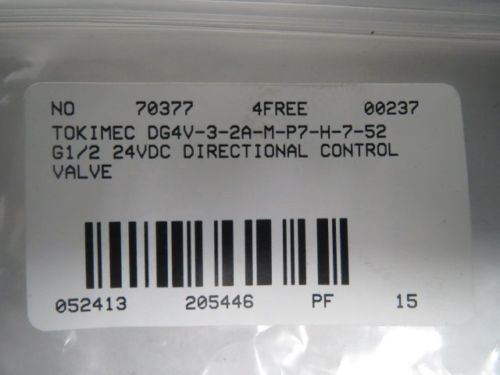 NO 70377 4FREE 00237
TOKIMEC DG4V-3-2A-M-P7-H-7-52
G1/2 24VDC DIRECTIONAL CONTROL
VALVE
052413 205446 PF 15